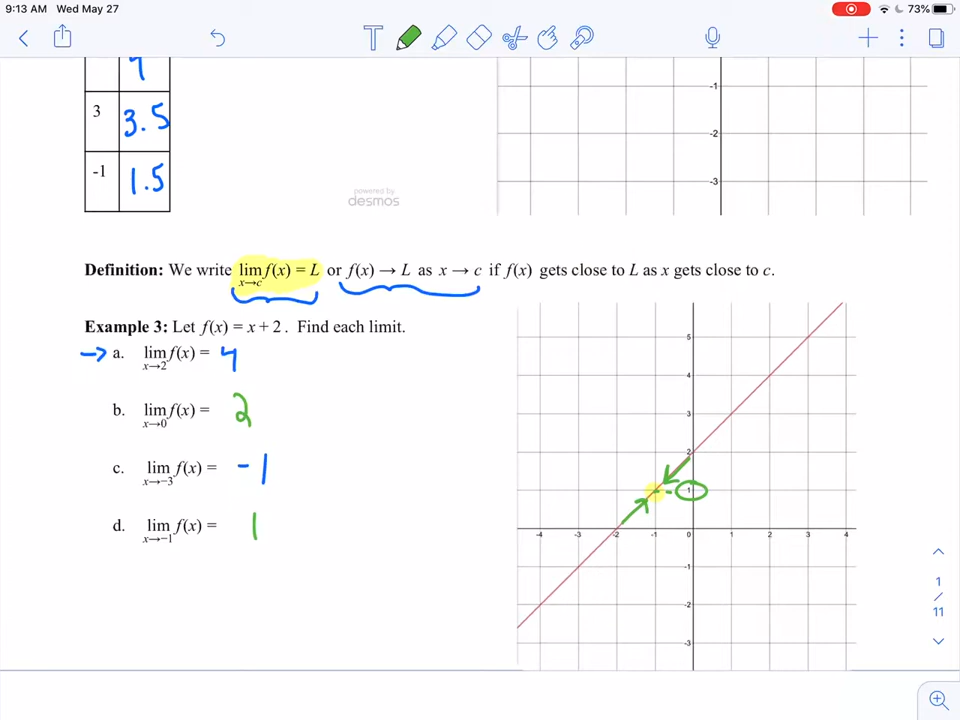 9:13 AM Wed May 27
73%
3
3.5
-1
1.5
powered by
desmos
-1
-2
-3
Definition: We write lim f(x) = L or f(x) → L as x → c if f(x) gets close to L as x gets close to c.
x→c
Example 3: Let f(x) = x + 2 . Find each limit.
→ a. lim f(x) = 4
x→2
b. lim f(x) = 2
x→0
c. lim f(x) = -1
x→-3
d. lim f(x) = 1
x→-1
5
4
3
2
1
-4 -3 -2 -1 0 1 2 3 4
-1
-2
-3
1
/
11